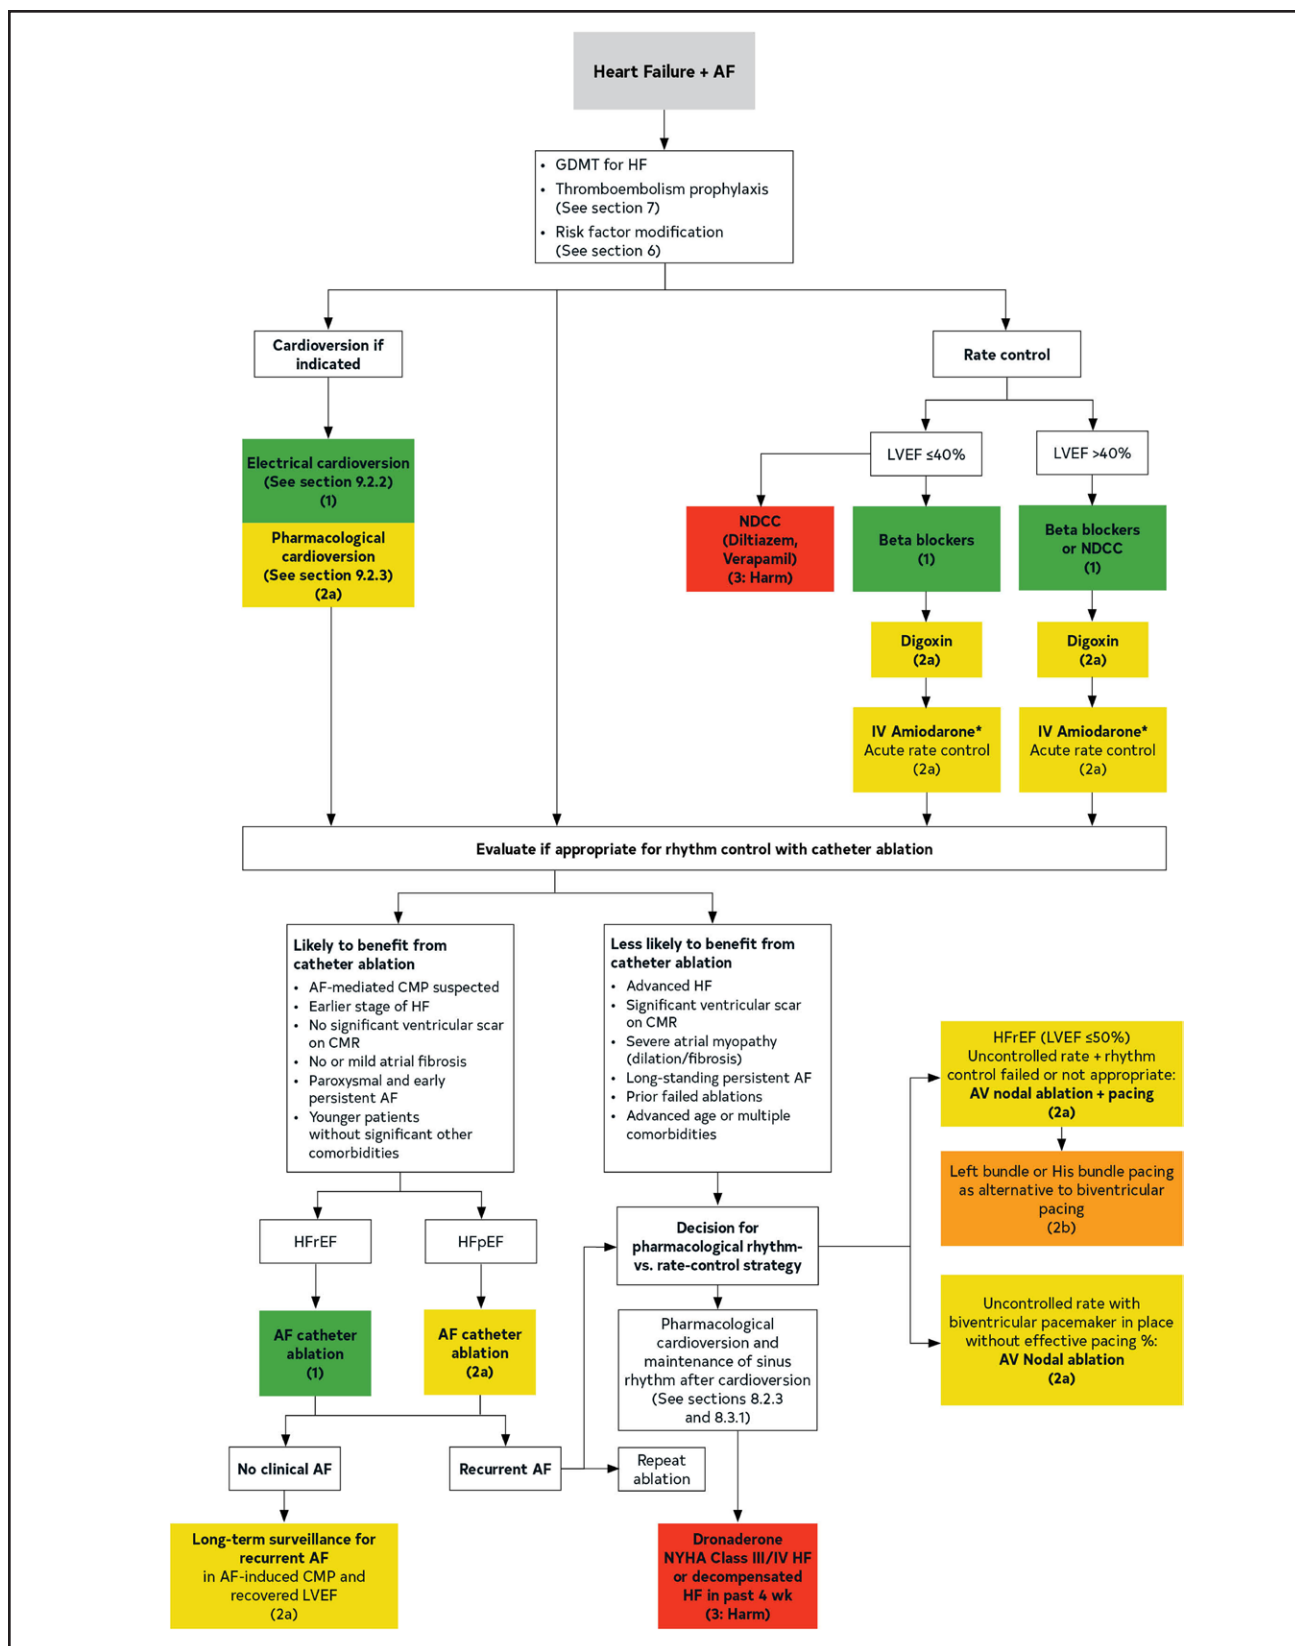 Heart Failure + AF
• GDMT for HF
• Thromboembolism prophylaxis
(See section 7)
• Risk factor modification
(See section 6)
Cardioversion if
indicated
Rate control
Electrical cardioversion
(See section 9.2.2)
(1)
Pharmacological
cardioversion
(See section 9.2.3)
(2a)
LVEF ≤40%
LVEF >40%
NDCC
(Diltiazem,
Verapamil)
(3: Harm)
Beta blockers
(1)
Beta blockers
or NDCC
(1)
Digoxin
(2a)
Digoxin
(2a)
IV Amiodarone*
Acute rate control
(2a)
IV Amiodarone*
Acute rate control
(2a)
Evaluate if appropriate for rhythm control with catheter ablation
Likely to benefit from
catheter ablation
• AF-mediated CMP suspected
• Earlier stage of HF
• No significant ventricular scar
on CMR
• No or mild atrial fibrosis
• Paroxysmal and early
persistent AF
• Younger patients
without significant other
comorbidities
Less likely to benefit from
catheter ablation
• Advanced HF
• Significant ventricular scar
on CMR
• Severe atrial myopathy
(dilation/fibrosis)
• Long-standing persistent AF
• Prior failed ablations
• Advanced age or multiple
comorbidities
HFrEF (LVEF ≤50%)
Uncontrolled rate + rhythm
control failed or not appropriate:
AV nodal ablation + pacing
(2a)
Left bundle or His bundle pacing
as alternative to biventricular
pacing
(2b)
HFrEF
HFpEF
Decision for
pharmacological rhythm-
vs. rate-control strategy
AF catheter
ablation
(1)
AF catheter
ablation
(2a)
Pharmacological
cardioversion and
maintenance of sinus
rhythm after cardioversion
(See sections 8.2.3
and 8.3.1)
Uncontrolled rate with
biventricular pacemaker in place
without effective pacing %:
AV Nodal ablation
(2a)
No clinical AF
Recurrent AF
Repeat
ablation
Long-term surveillance for
recurrent AF
in AF-induced CMP and
recovered LVEF
(2a)
Dronaderone
NYHA Class III/IV HF
or decompensated
HF in past 4 wk
(3: Harm)